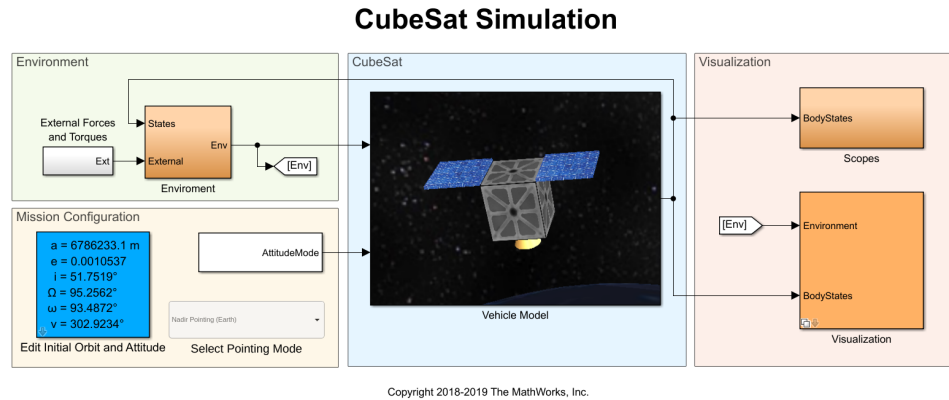 CubeSat Simulation
Environment
External Forces
and Torques
Ext
States
External
Env
Enviroment
[Env]
Mission Configuration
a = 6786233.1 m
e = 0.0010537
i = 51.7519°
Ω = 95.2562°
ω = 93.4872°
v = 302.9234°
Edit Initial Orbit and Attitude
AttitudeMode
Nadir Pointing (Earth)
Select Pointing Mode
CubeSat
Vehicle Model
Visualization
BodyStates
Scopes
[Env]
Environment
BodyStates
Visualization
Copyright 2018-2019 The MathWorks, Inc.